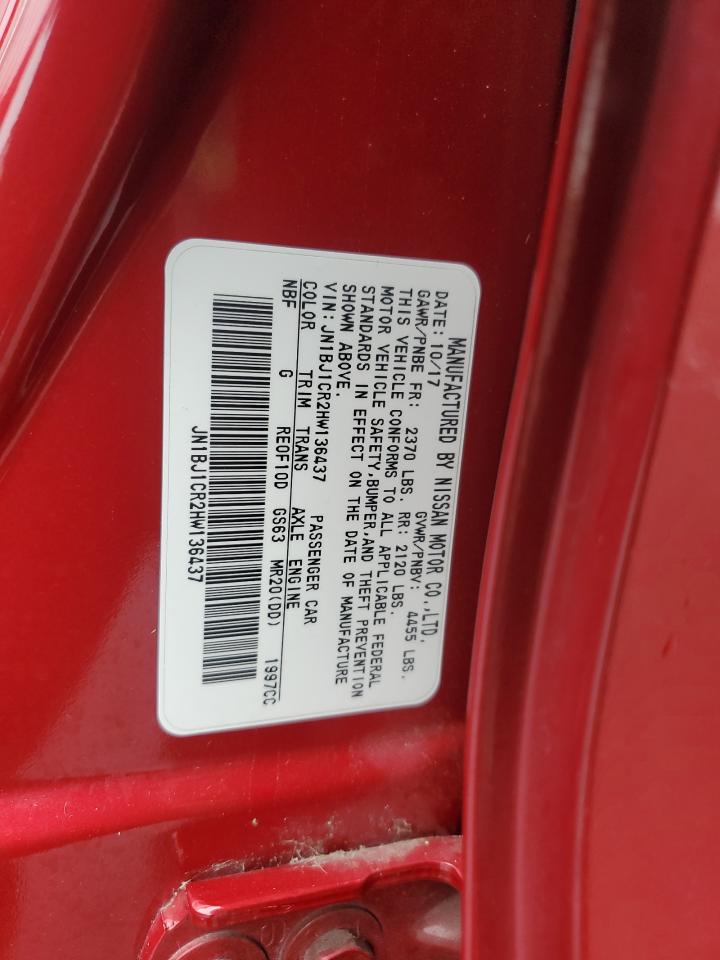 MANUFACTURED BY NISSAN MOTOR CO.,LTD.
DATE: 10/17 GVWR/PNBV: 4455 LBS.
GAWR/PNBE FR: 2370 LBS. RR: 2120 LBS.
THIS VEHICLE CONFORMS TO ALL APPLICABLE FEDERAL
MOTOR VEHICLE SAFETY,BUMPER,AND THEFT PREVENTION
STANDARDS IN EFFECT ON THE DATE OF MANUFACTURE
SHOWN ABOVE.
VIN:JN1BJ1CR2HW136437 PASSENGER CAR
COLOR TRIM TRANS AXLE ENGINE
NBF G RE0F10D GS63 MR20(DD) 1997CC
JN1BJ1CR2HW136437